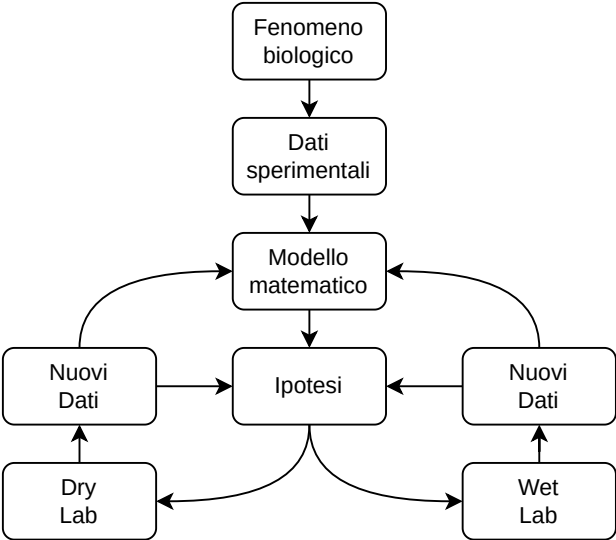 Fenomeno
biologico
Dati
sperimentali
Modello
matematico
Nuovi
Dati
Ipotesi
Nuovi
Dati
Dry
Lab
Wet
Lab